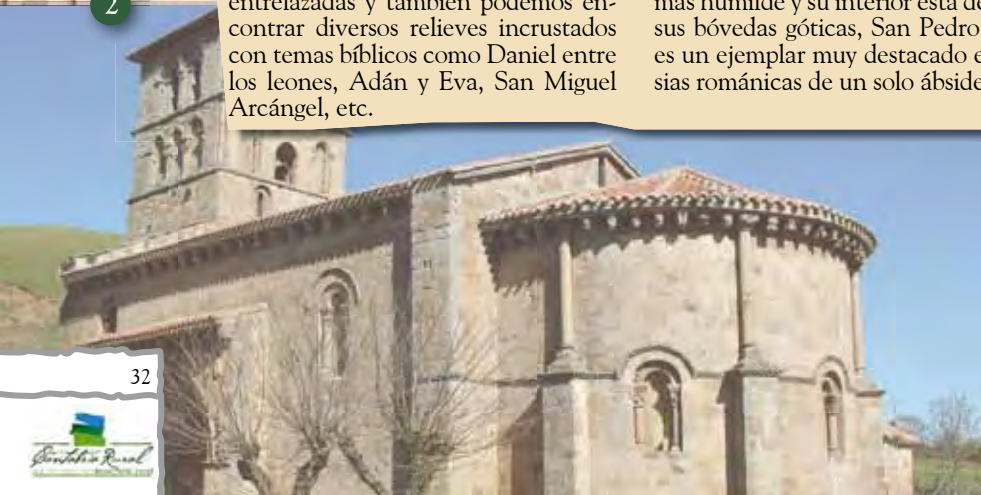 2
entrelazadas y también podemos en-
contrar diversos relieves incrustados
con temas bíblicos como Daniel entre
los leones, Adán y Eva, San Miguel
Arcángel, etc.
más humilde y su interior está de
sus bóvedas góticas, San Pedro
es un ejemplar muy destacado e
sias románicas de un solo ábside
32
Cantabria Rural